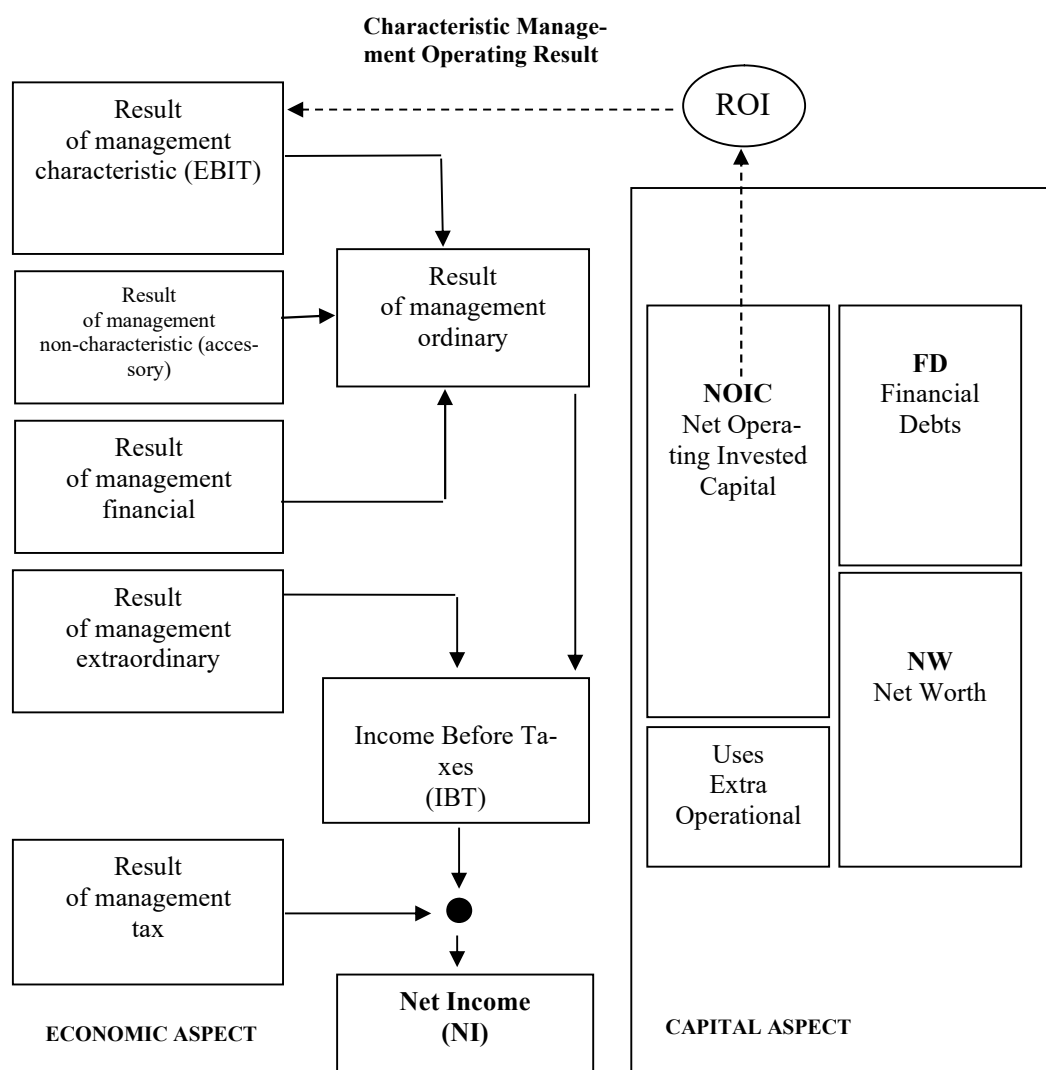 Characteristic Manage-
ment Operating Result
ROI
Result
of management
characteristic (EBIT)
Result
of management
non-characteristic (acces-
sory)
Result
of management
ordinary
Result
of management
financial
Result
of management
extraordinary
Income Before Ta-
xes
(IBT)
Result
of management
tax
Net Income
(NI)
ECONOMIC ASPECT
NOIC
Net Opera-
ting Invested
Capital
FD
Financial
Debts
NW
Net Worth
Uses
Extra
Operational
CAPITAL ASPECT